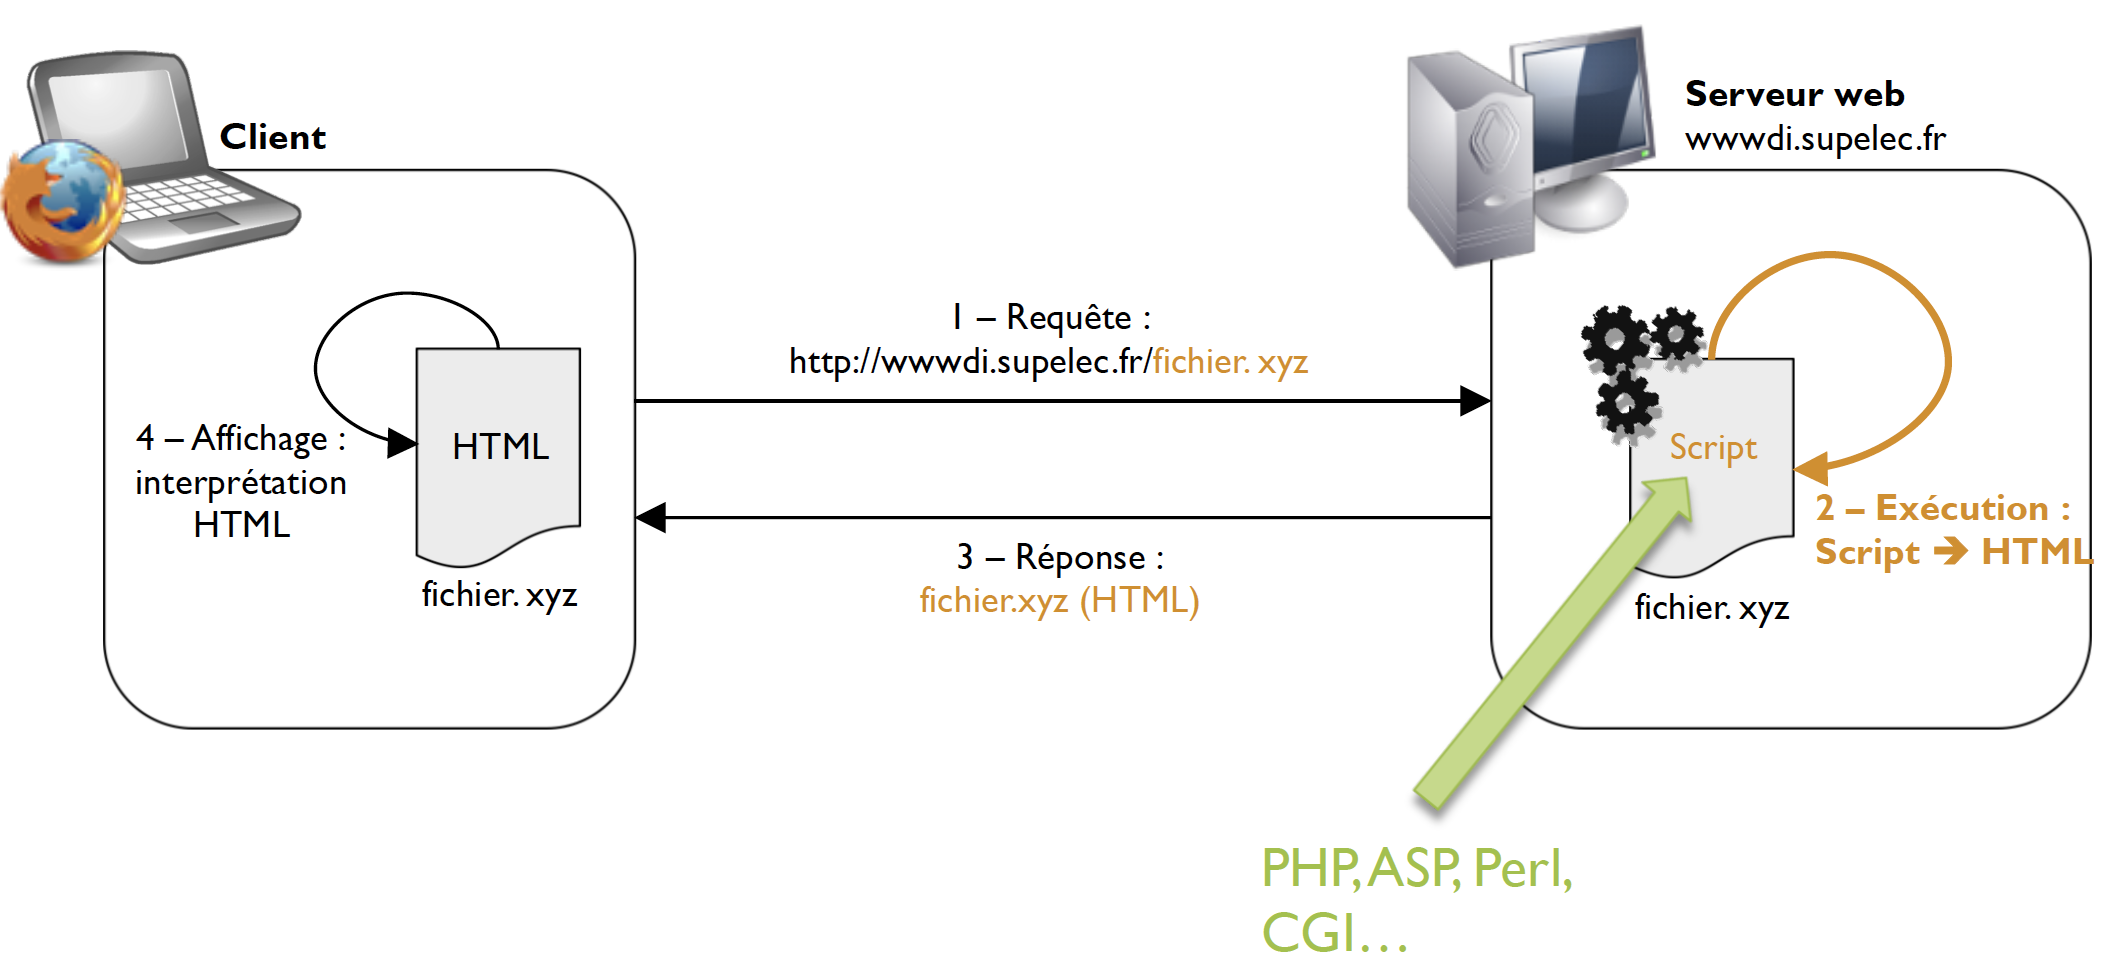 Client
Serveur web
wwwdi.supelec.fr
1 – Requête :
http://wwwdi.supelec.fr/fichier. xyz
4 – Affichage :
interprétation
HTML
HTML
fichier. xyz
3 – Réponse :
fichier.xyz (HTML)
Script
2 – Exécution :
Script ➔ HTML
fichier. xyz
PHP, ASP, Perl,
CGI…